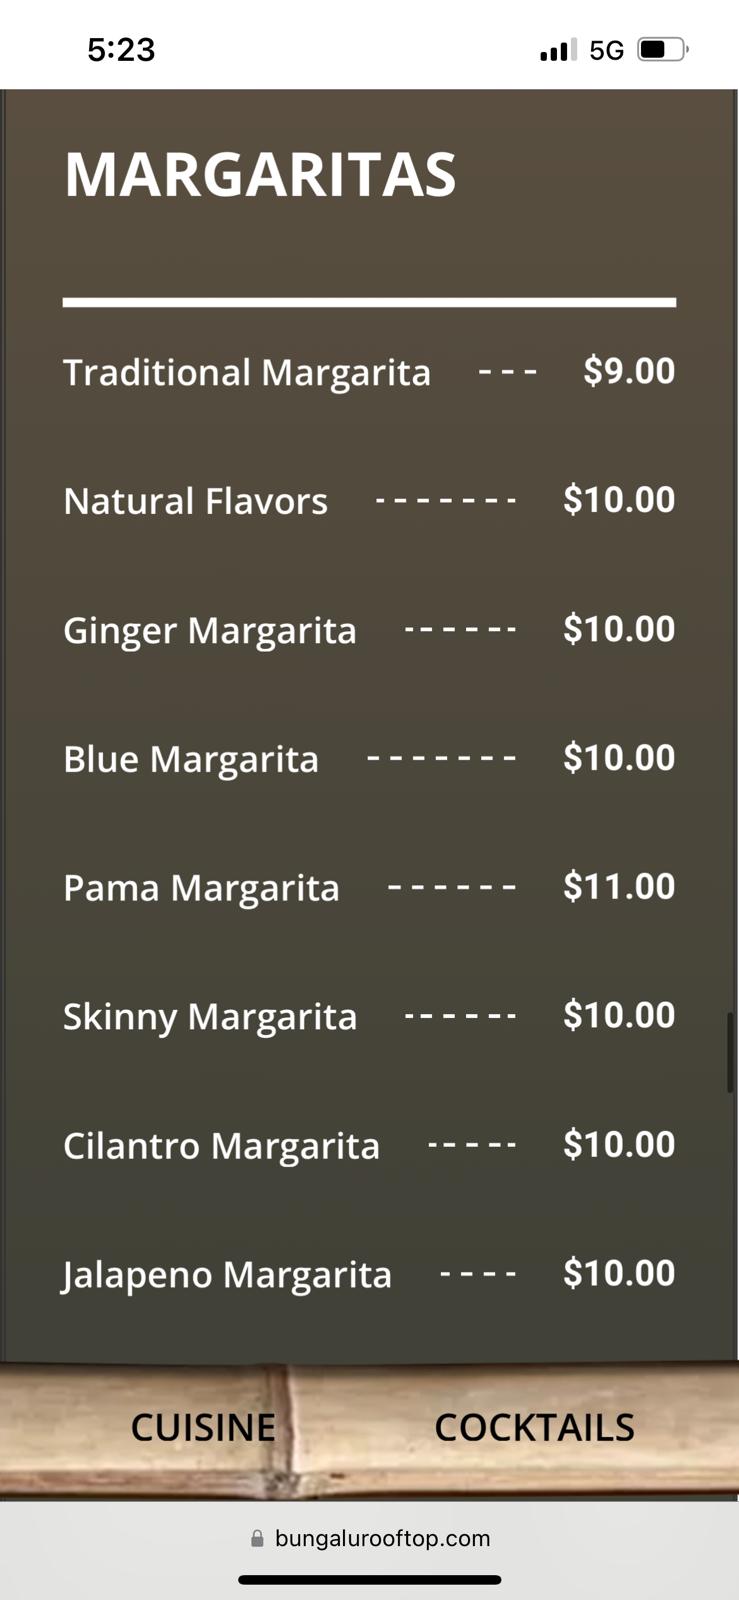 5:23 5G
MARGARITAS
Traditional Margarita --- $9.00
Natural Flavors ------- $10.00
Ginger Margarita ------ $10.00
Blue Margarita ------- $10.00
Pama Margarita ------ $11.00
Skinny Margarita ------ $10.00
Cilantro Margarita ----- $10.00
Jalapeno Margarita ---- $10.00
CUISINE COCKTAILS
bungalurooftop.com